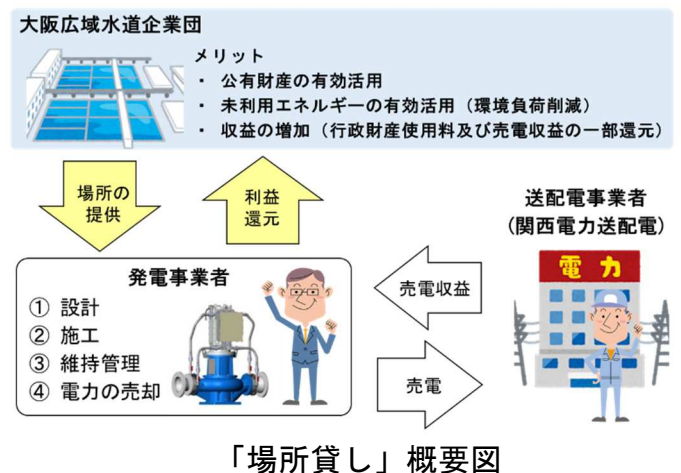 大阪広域水道企業団
メリット
・ 公有財産の有効活用
・ 未利用エネルギーの有効活用（環境負荷削減）
・ 収益の増加（行政財産使用料及び売電収益の一部還元）
場所の
提供
利益
還元
送配電事業者
（関西電力送配電）
電力
発電事業者
① 設計
② 施工
③ 維持管理
④ 電力の売却
売電収益
売電
「場所貸し」概要図